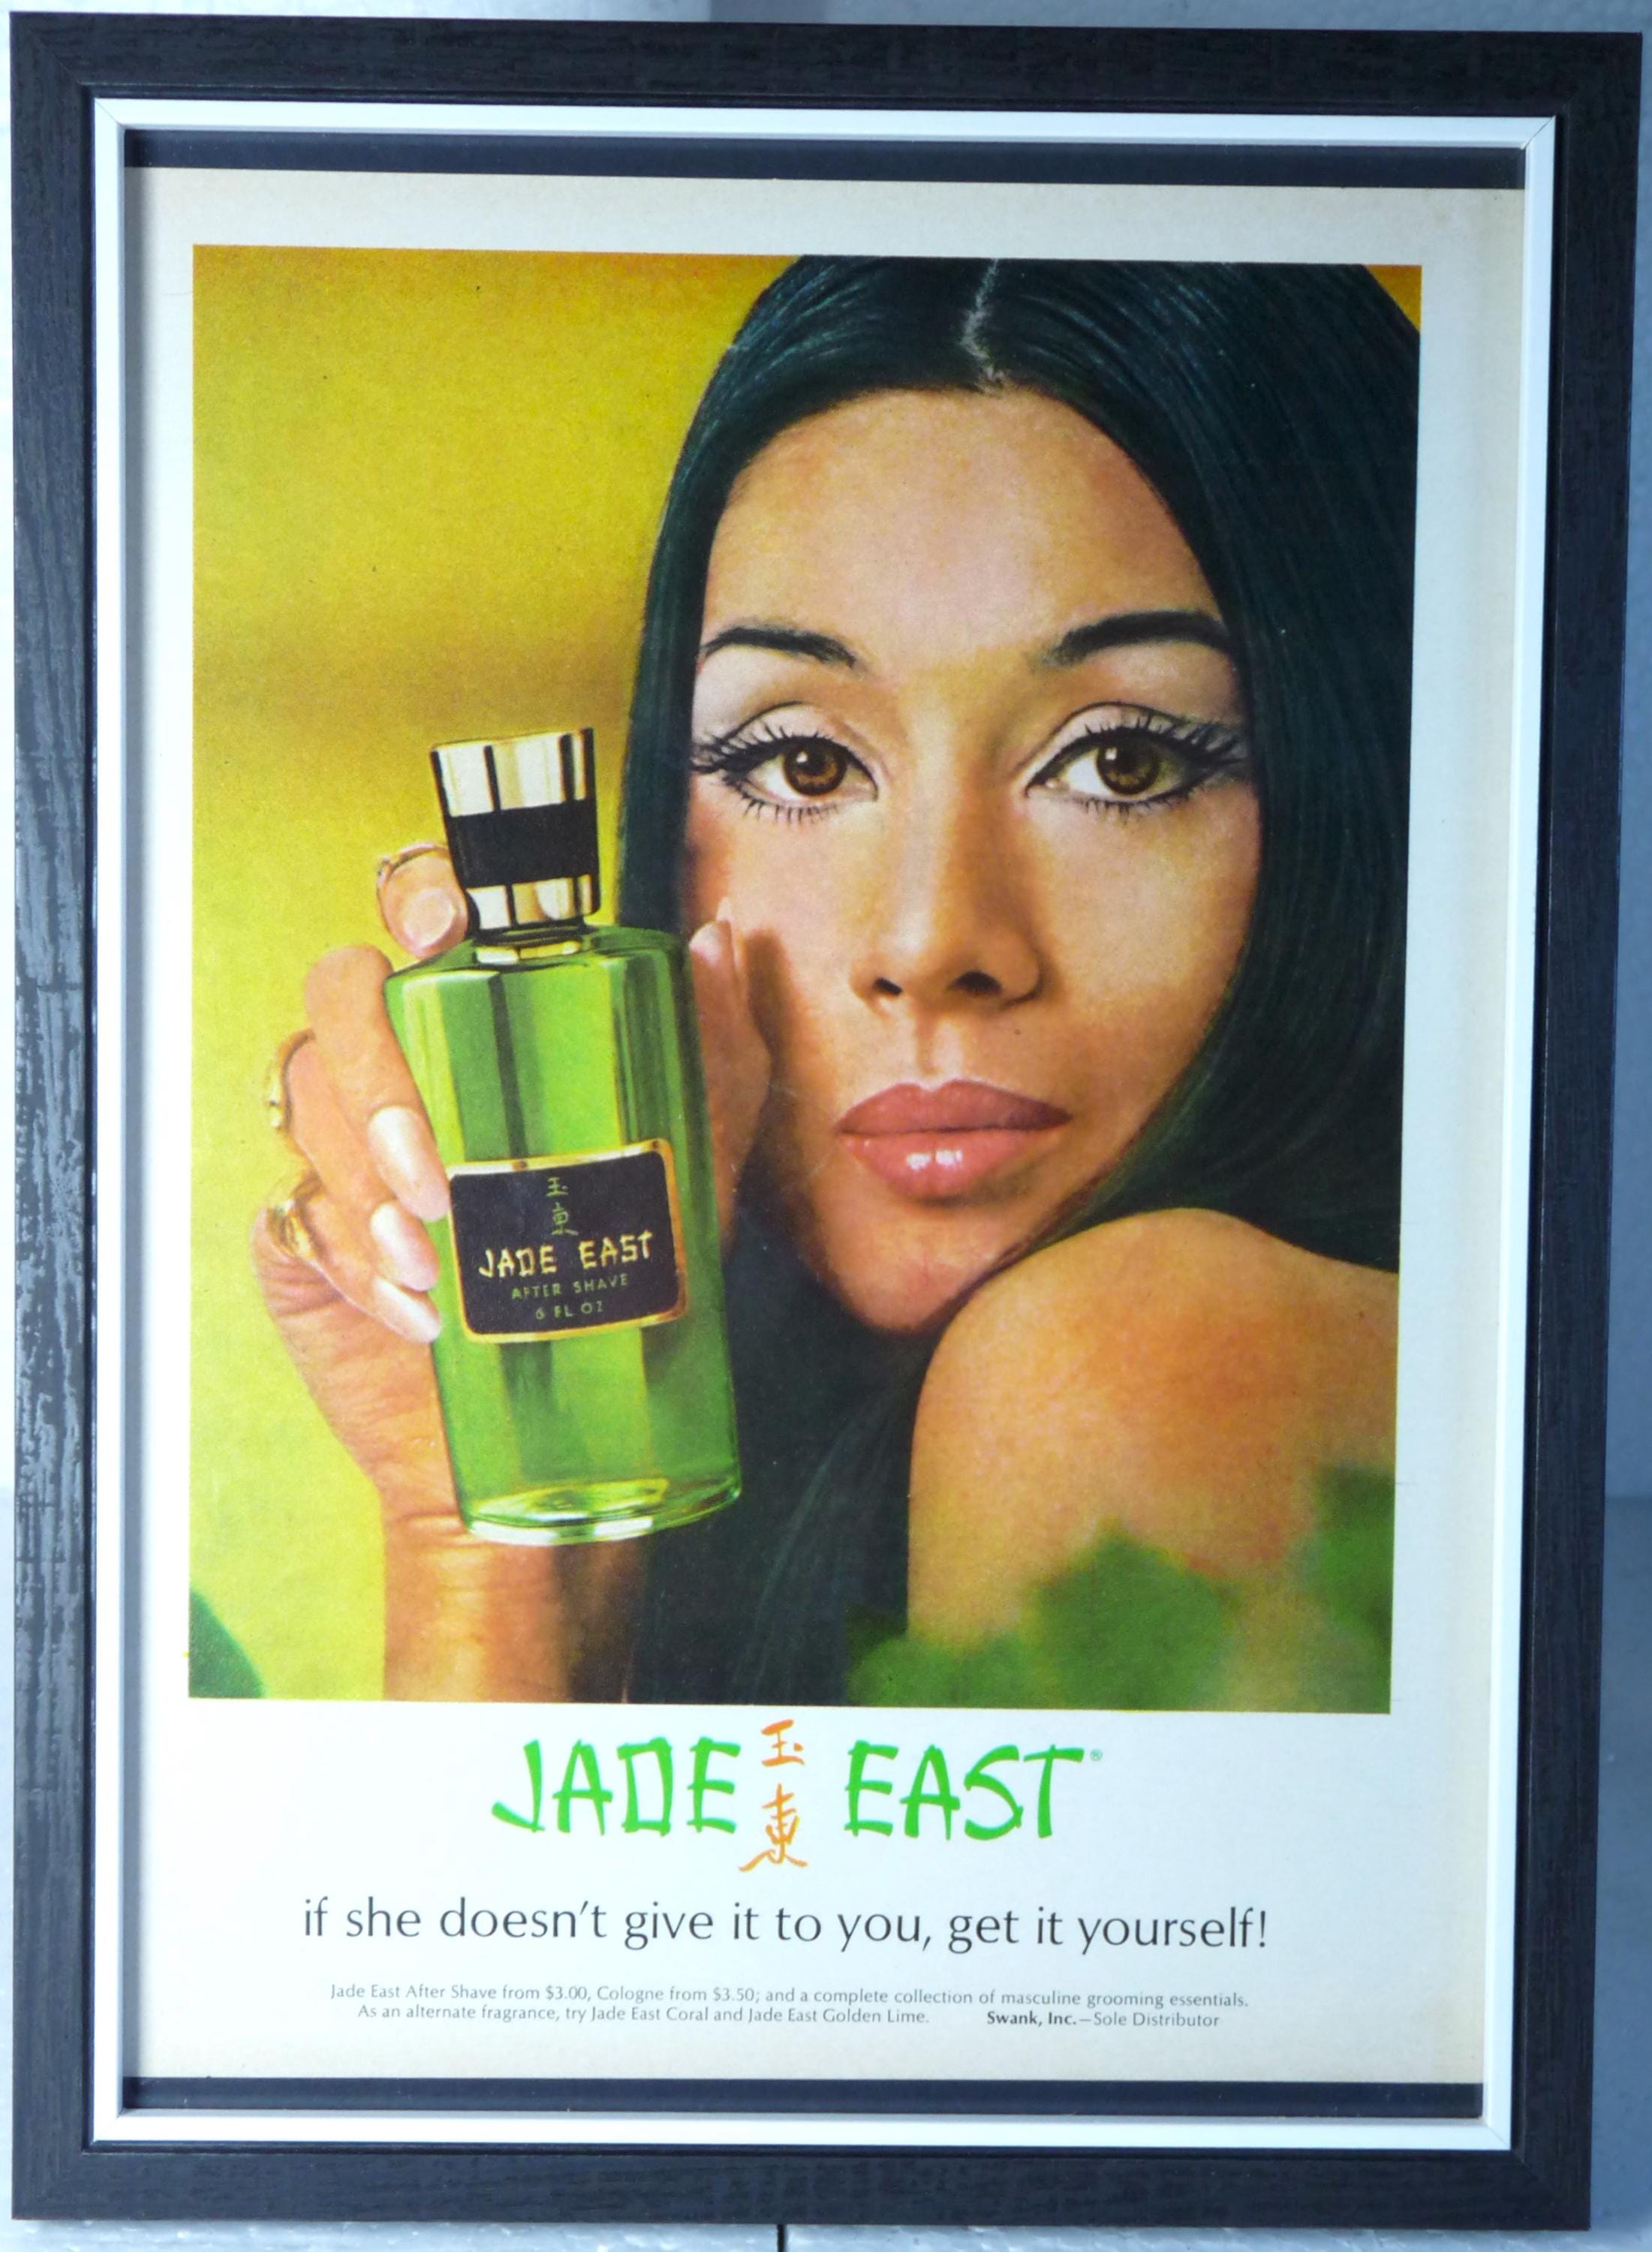 玉
東
JADE EAST
AFTER SHAVE
6 FL OZ
JADE 玉東 EAST®
if she doesn't give it to you, get it yourself!
Jade East After Shave from $3.00, Cologne from $3.50; and a complete collection of masculine grooming essentials.
As an alternate fragrance, try Jade East Coral and Jade East Golden Lime. Swank, Inc.—Sole Distributor